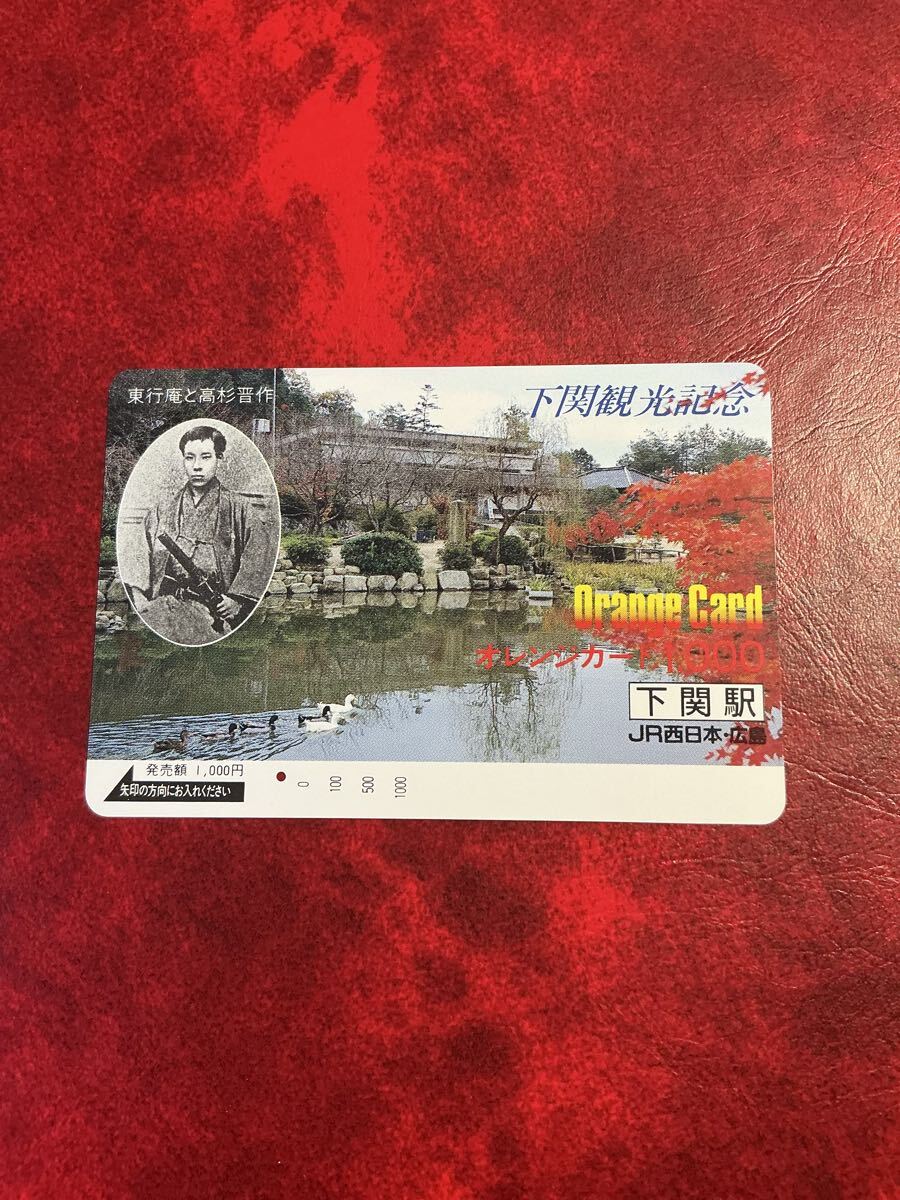 東行庵と高杉晋作
下関観光記念
Orange Card
オレンジカード1000
下関駅
JR西日本・広島
発売額 1,000円
矢印の方向にお入れください
0
100
500
1000